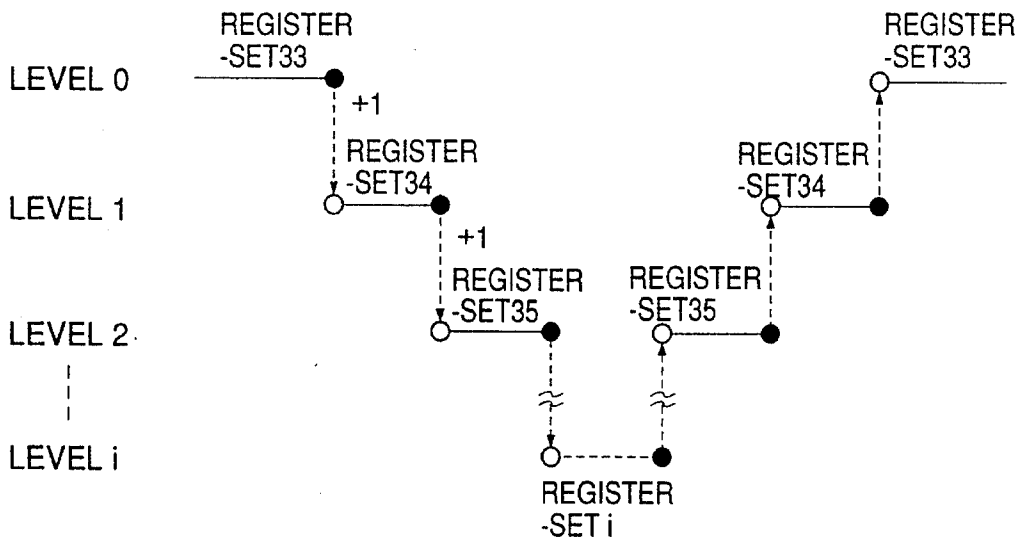 REGISTER
-SET33
REGISTER
-SET33
LEVEL 0
+1
REGISTER
-SET34
REGISTER
-SET34
LEVEL 1
+1
REGISTER
-SET35
REGISTER
-SET35
LEVEL 2
LEVEL i
REGISTER
-SET i